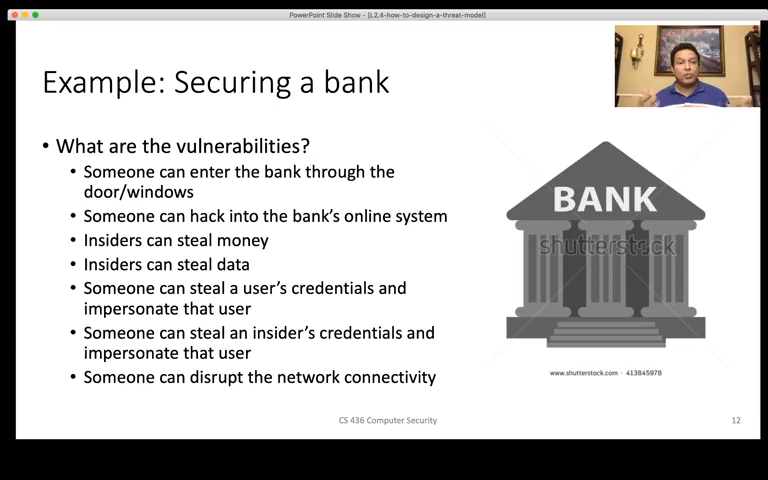 PowerPoint Slide Show - [L2.4-how-to-design-a-threat-model]
Example: Securing a bank
• What are the vulnerabilities?
• Someone can enter the bank through the
door/windows
• Someone can hack into the bank's online system
• Insiders can steal money
• Insiders can steal data
• Someone can steal a user's credentials and
impersonate that user
• Someone can steal an insider's credentials and
impersonate that user
• Someone can disrupt the network connectivity
BANK
shutterstock
www.shutterstock.com · 413845978
CS 436 Computer Security
12